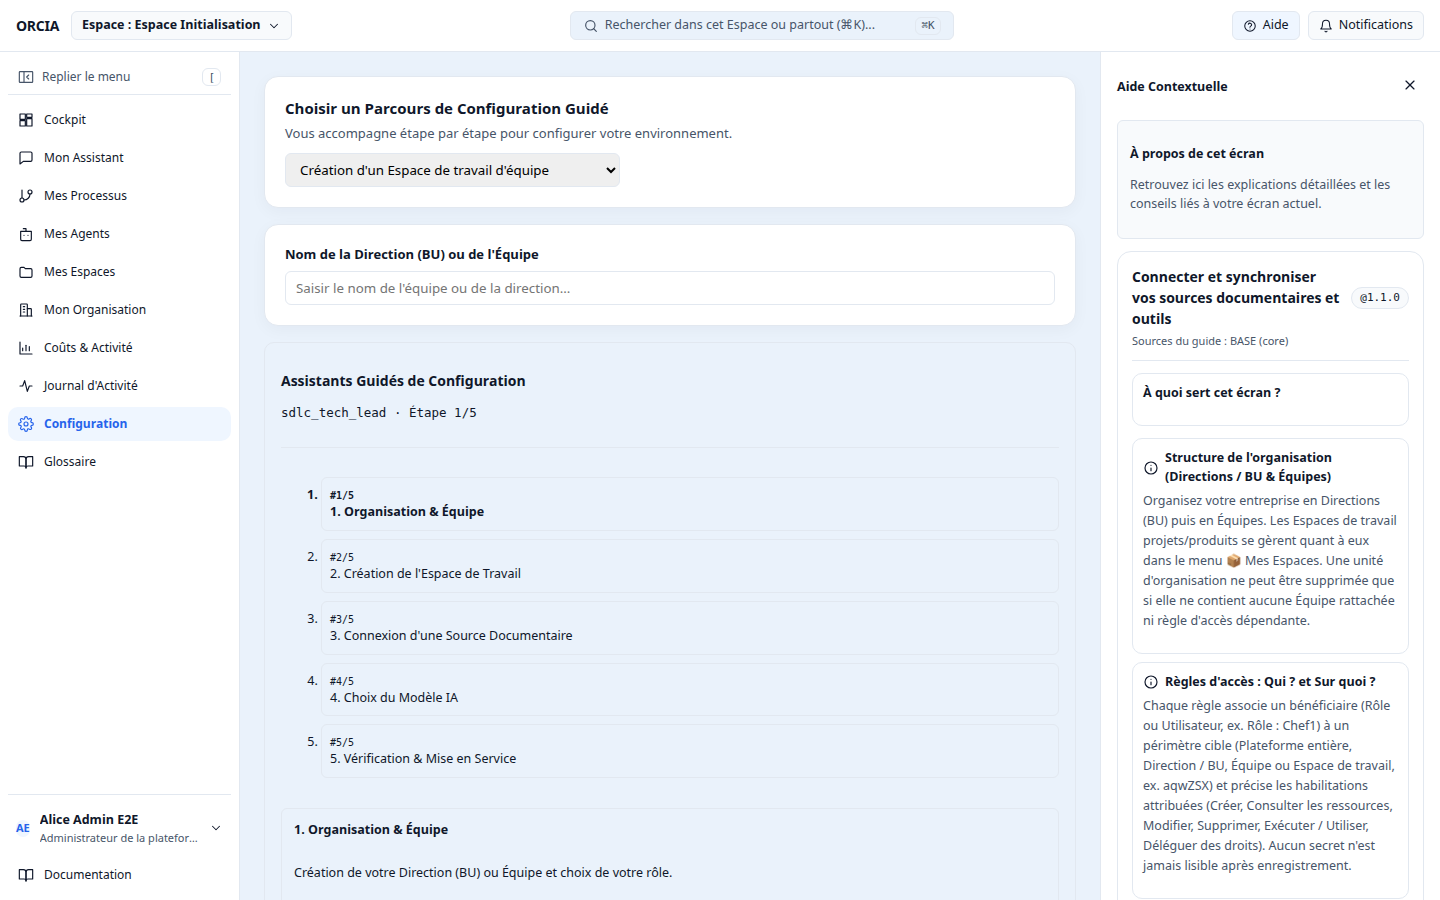 ORCIA
Espace : Espace Initialisation
Rechercher dans cet Espace ou partout (⌘K)...
⌘K
Aide
Notifications
Replier le menu
[
Cockpit
Mon Assistant
Mes Processus
Mes Agents
Mes Espaces
Mon Organisation
Coûts & Activité
Journal d'Activité
Configuration
Glossaire
AE
Alice Admin E2E
Administrateur de la platefor...
Documentation
Choisir un Parcours de Configuration Guidé
Vous accompagne étape par étape pour configurer votre environnement.
Création d'un Espace de travail d'équipe
Nom de la Direction (BU) ou de l'Équipe
Saisir le nom de l'équipe ou de la direction...
Assistants Guidés de Configuration
sdlc_tech_lead · Étape 1/5
1. #1/5
1. Organisation & Équipe
2. #2/5
2. Création de l'Espace de Travail
3. #3/5
3. Connexion d'une Source Documentaire
4. #4/5
4. Choix du Modèle IA
5. #5/5
5. Vérification & Mise en Service
1. Organisation & Équipe
Création de votre Direction (BU) ou Équipe et choix de votre rôle.
Aide Contextuelle
À propos de cet écran
Retrouvez ici les explications détaillées et les
conseils liés à votre écran actuel.
Connecter et synchroniser
vos sources documentaires et
outils
@1.1.0
Sources du guide : BASE (core)
À quoi sert cet écran ?
Structure de l'organisation
(Directions / BU & Équipes)
Organisez votre entreprise en Directions
(BU) puis en Équipes. Les Espaces de travail
projets/produits se gèrent quant à eux
dans le menu 📦 Mes Espaces. Une unité
d'organisation ne peut être supprimée que
si elle ne contient aucune Équipe rattachée
ni règle d'accès dépendante.
Règles d'accès : Qui ? et Sur quoi ?
Chaque règle associe un bénéficiaire (Rôle
ou Utilisateur, ex. Rôle : Chef1) à un
périmètre cible (Plateforme entière,
Direction / BU, Équipe ou Espace de travail,
ex. aqwZSX) et précise les habilitations
attribuées (Créer, Consulter les ressources,
Modifier, Supprimer, Exécuter / Utiliser,
Déléguer des droits). Aucun secret n'est
jamais lisible après enregistrement.